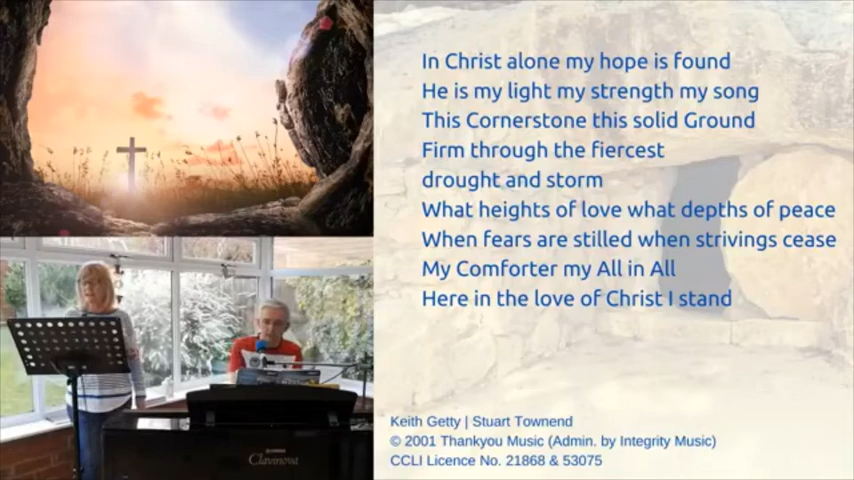 In Christ alone my hope is found
He is my light my strength my song
This Cornerstone this solid Ground
Firm through the fiercest
drought and storm
What heights of love what depths of peace
When fears are stilled when strivings cease
My Comforter my All in All
Here in the love of Christ I stand
Keith Getty | Stuart Townend
© 2001 Thankyou Music (Admin. by Integrity Music)
CCLI Licence No. 21868 & 53075
YAMAHA
Clavinova